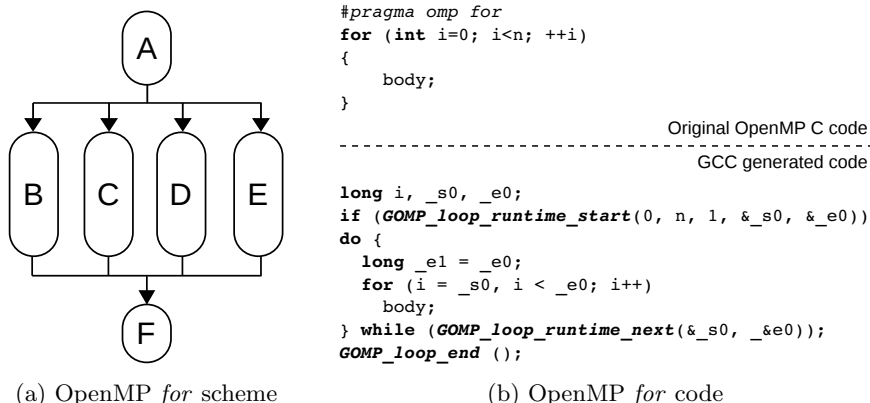 A
B
C
D
E
F
(a) OpenMP for scheme
#pragma omp for
for (int i=0; i<n; ++i)
{
body;
}
Original OpenMP C code
GCC generated code
long i, _s0, _e0;
if (GOMP_loop_runtime_start(0, n, 1, &_s0, &_e0))
do {
long _e1 = _e0;
for (i = _s0, i < _e0; i++)
body;
} while (GOMP_loop_runtime_next(&_s0, _&e0));
GOMP_loop_end ();
(b) OpenMP for code